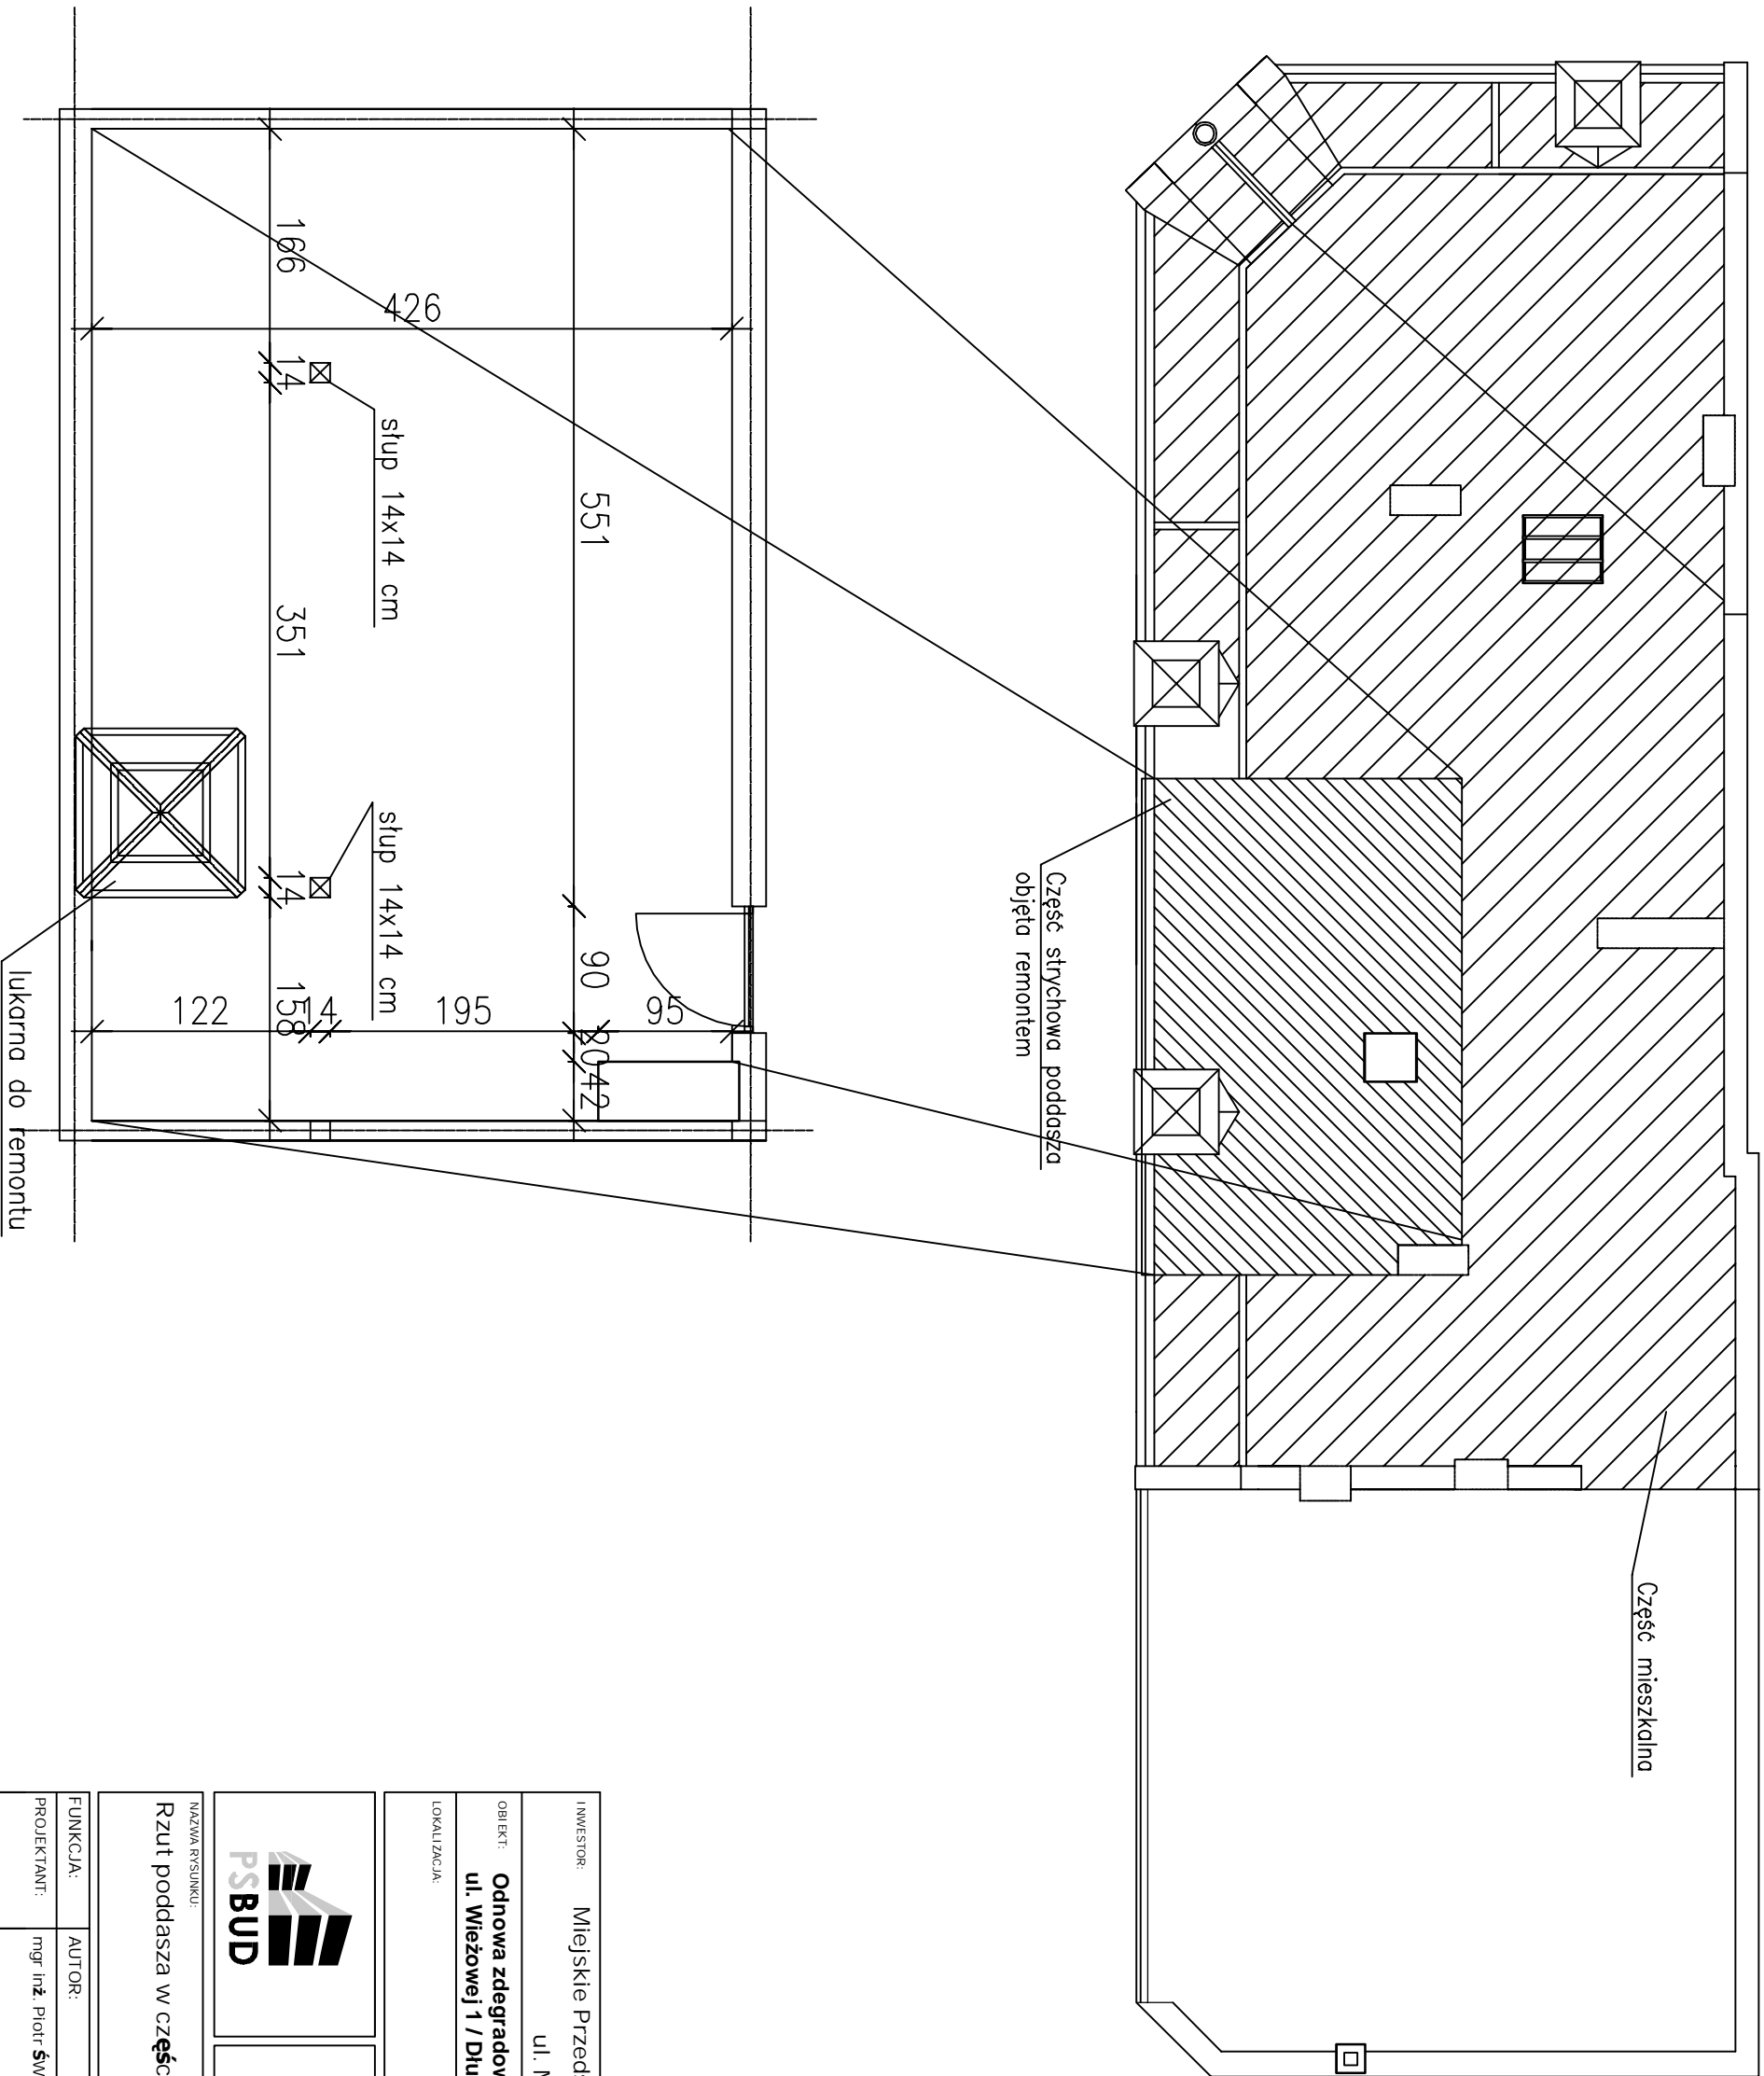 Część mieszkalna
Część strychowa poddasza
objęta remontem
551
90
20
42
95
195
14
122
426
166
14
351
14
158
słup 14x14 cm
słup 14x14 cm
lukarna do remontu
INWESTOR: Miejskie Przed
ul.
OBIEKT: Odnowa zdegradow
ul. Wieżowej 1 / Dłu
LOKALIZACJA:
PSBUD
NAZWA RYSUNKU:
Rzut poddasza w częśc
FUNKCJA: AUTOR:
PROJEKTANT: mgr inż. Piotr Św